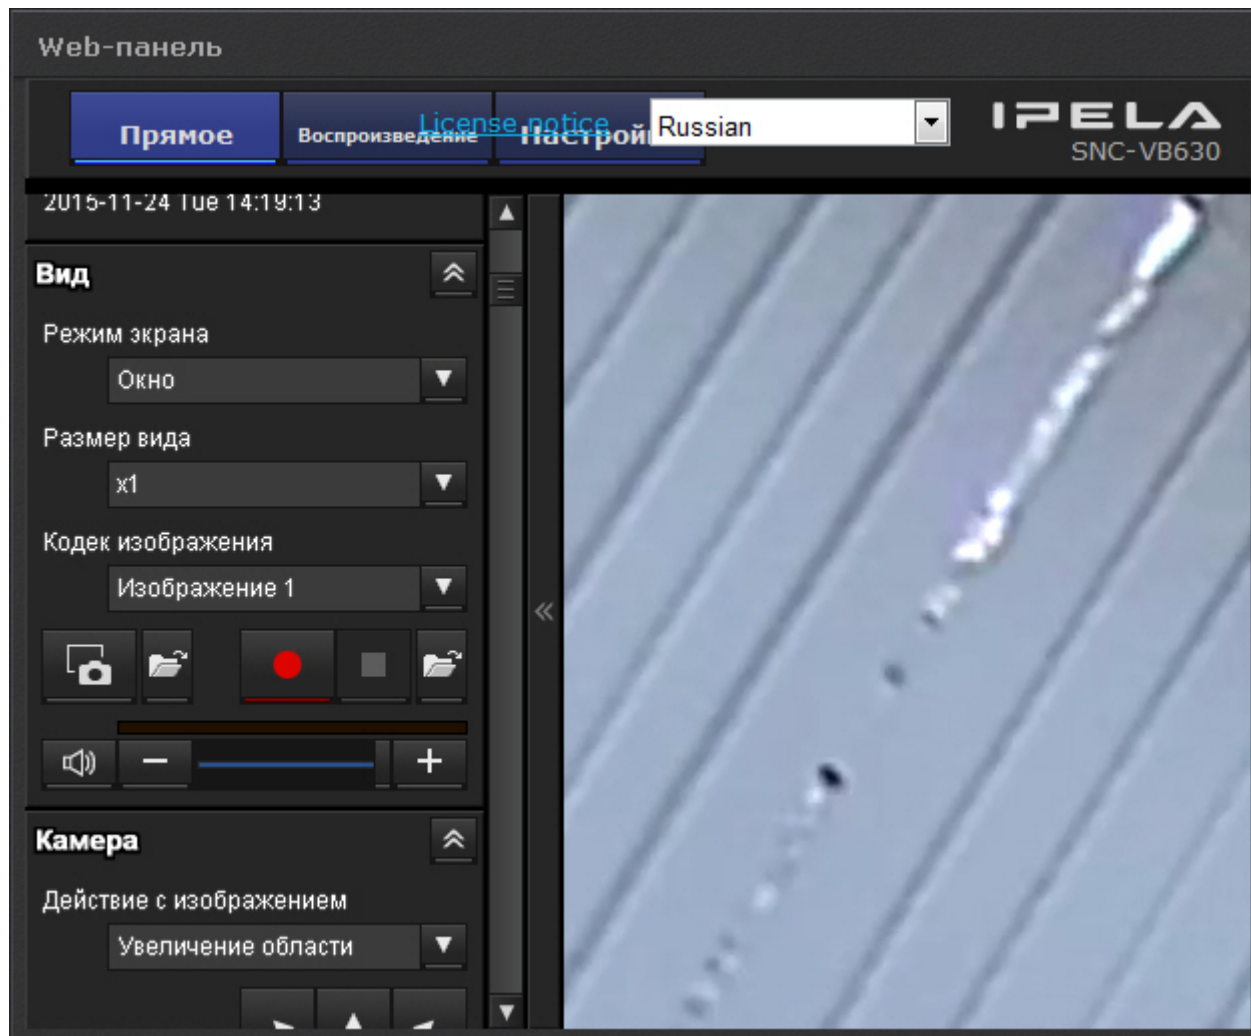 Web-панель
Прямое
Воспроизведение
License notice
Настрой
Russian
IPELA
SNC-VB630
2015-11-24 Tue 14:19:13
Вид
Режим экрана
Окно
Размер вида
x1
Кодек изображения
Изображение 1
Камера
Действие с изображением
Увеличение области